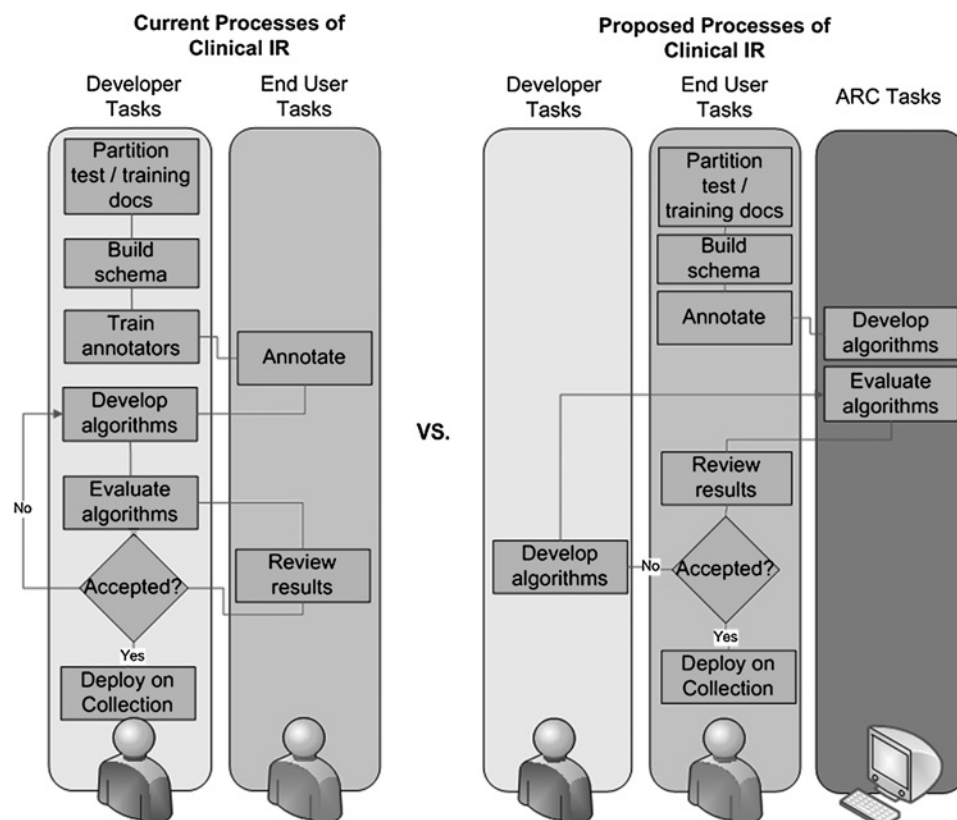 Current Processes of
Clinical IR
Developer
Tasks
End User
Tasks
Partition
test / training
docs
Build
schema
Train
annotators
Annotate
Develop
algorithms
Evaluate
algorithms
No
Accepted?
Review
results
Yes
Deploy on
Collection
VS.
Proposed Processes of
Clinical IR
Developer
Tasks
End User
Tasks
ARC Tasks
Partition
test /
training docs
Build
schema
Annotate
Develop
algorithms
Evaluate
algorithms
Review
results
Develop
algorithms
No
Accepted?
Yes
Deploy on
Collection